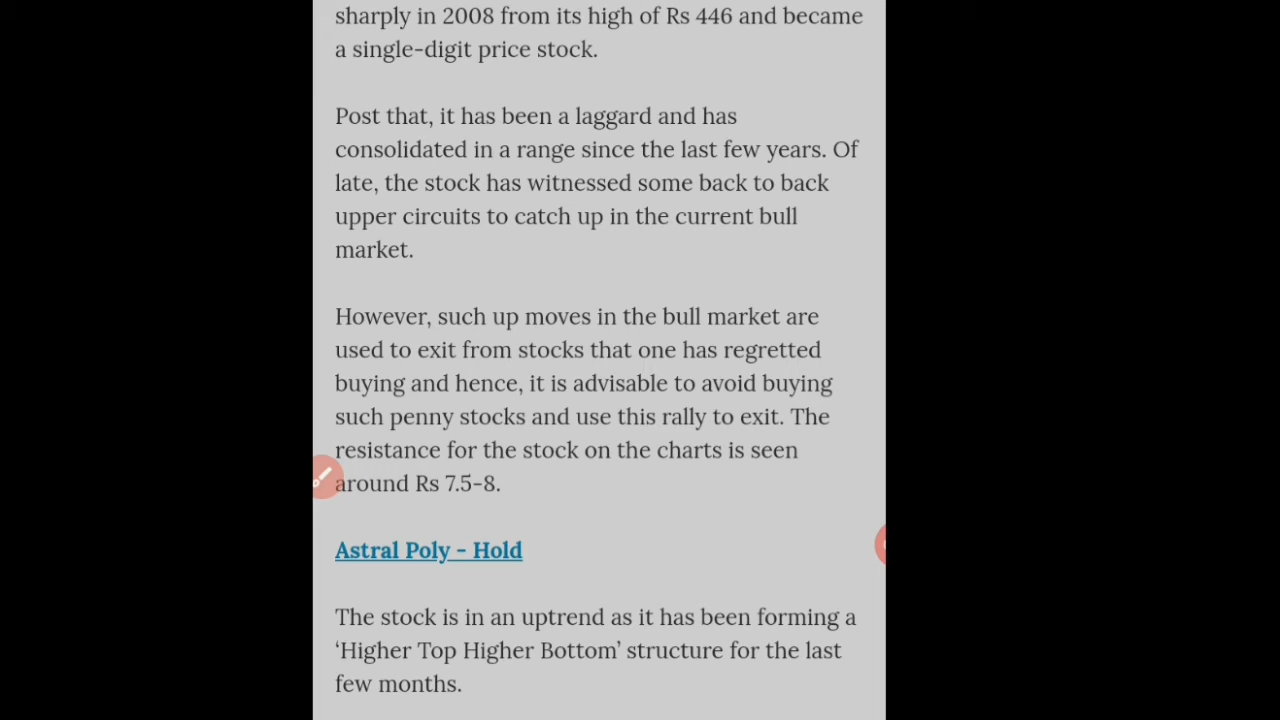 sharply in 2008 from its high of Rs 446 and became
a single-digit price stock.
Post that, it has been a laggard and has
consolidated in a range since the last few years. Of
late, the stock has witnessed some back to back
upper circuits to catch up in the current bull
market.
However, such up moves in the bull market are
used to exit from stocks that one has regretted
buying and hence, it is advisable to avoid buying
such penny stocks and use this rally to exit. The
resistance for the stock on the charts is seen
around Rs 7.5-8.
Astral Poly - Hold
The stock is in an uptrend as it has been forming a
‘Higher Top Higher Bottom’ structure for the last
few months.